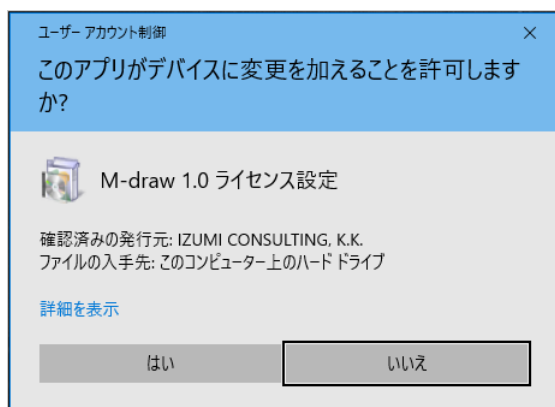 ユーザー アカウント制御
このアプリがデバイスに変更を加えることを許可します
か?
M-draw 1.0 ライセンス設定
確認済みの発行元: IZUMI CONSULTING, K.K.
ファイルの入手先: このコンピューター上のハード ドライブ
詳細を表示
はい
いいえ